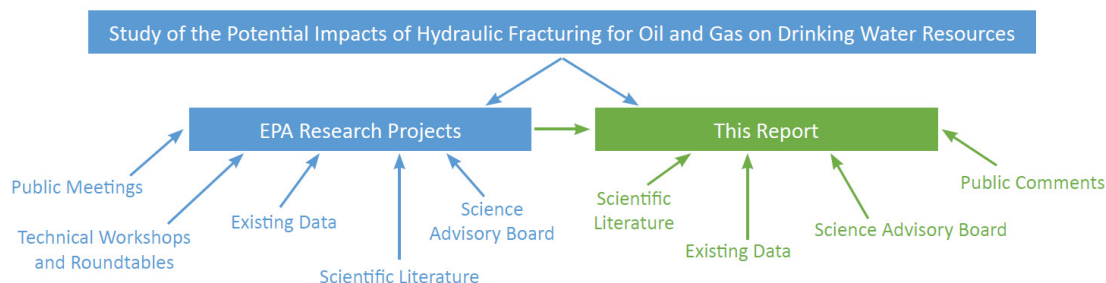 Study of the Potential Impacts of Hydraulic Fracturing for Oil and Gas on Drinking Water Resources
EPA Research Projects
This Report
Public Meetings
Technical Workshops
and Roundtables
Existing Data
Scientific Literature
Science
Advisory Board
Scientific
Literature
Existing Data
Science Advisory Board
Public Comments